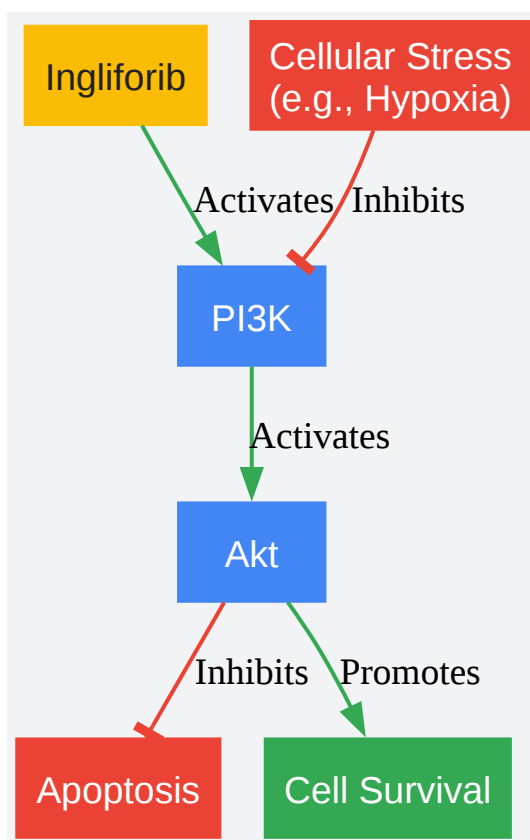 Ingliforib
Cellular Stress
(e.g., Hypoxia)
Activates
Inhibits
PI3K
Activates
Akt
Inhibits
Promotes
Apoptosis
Cell Survival